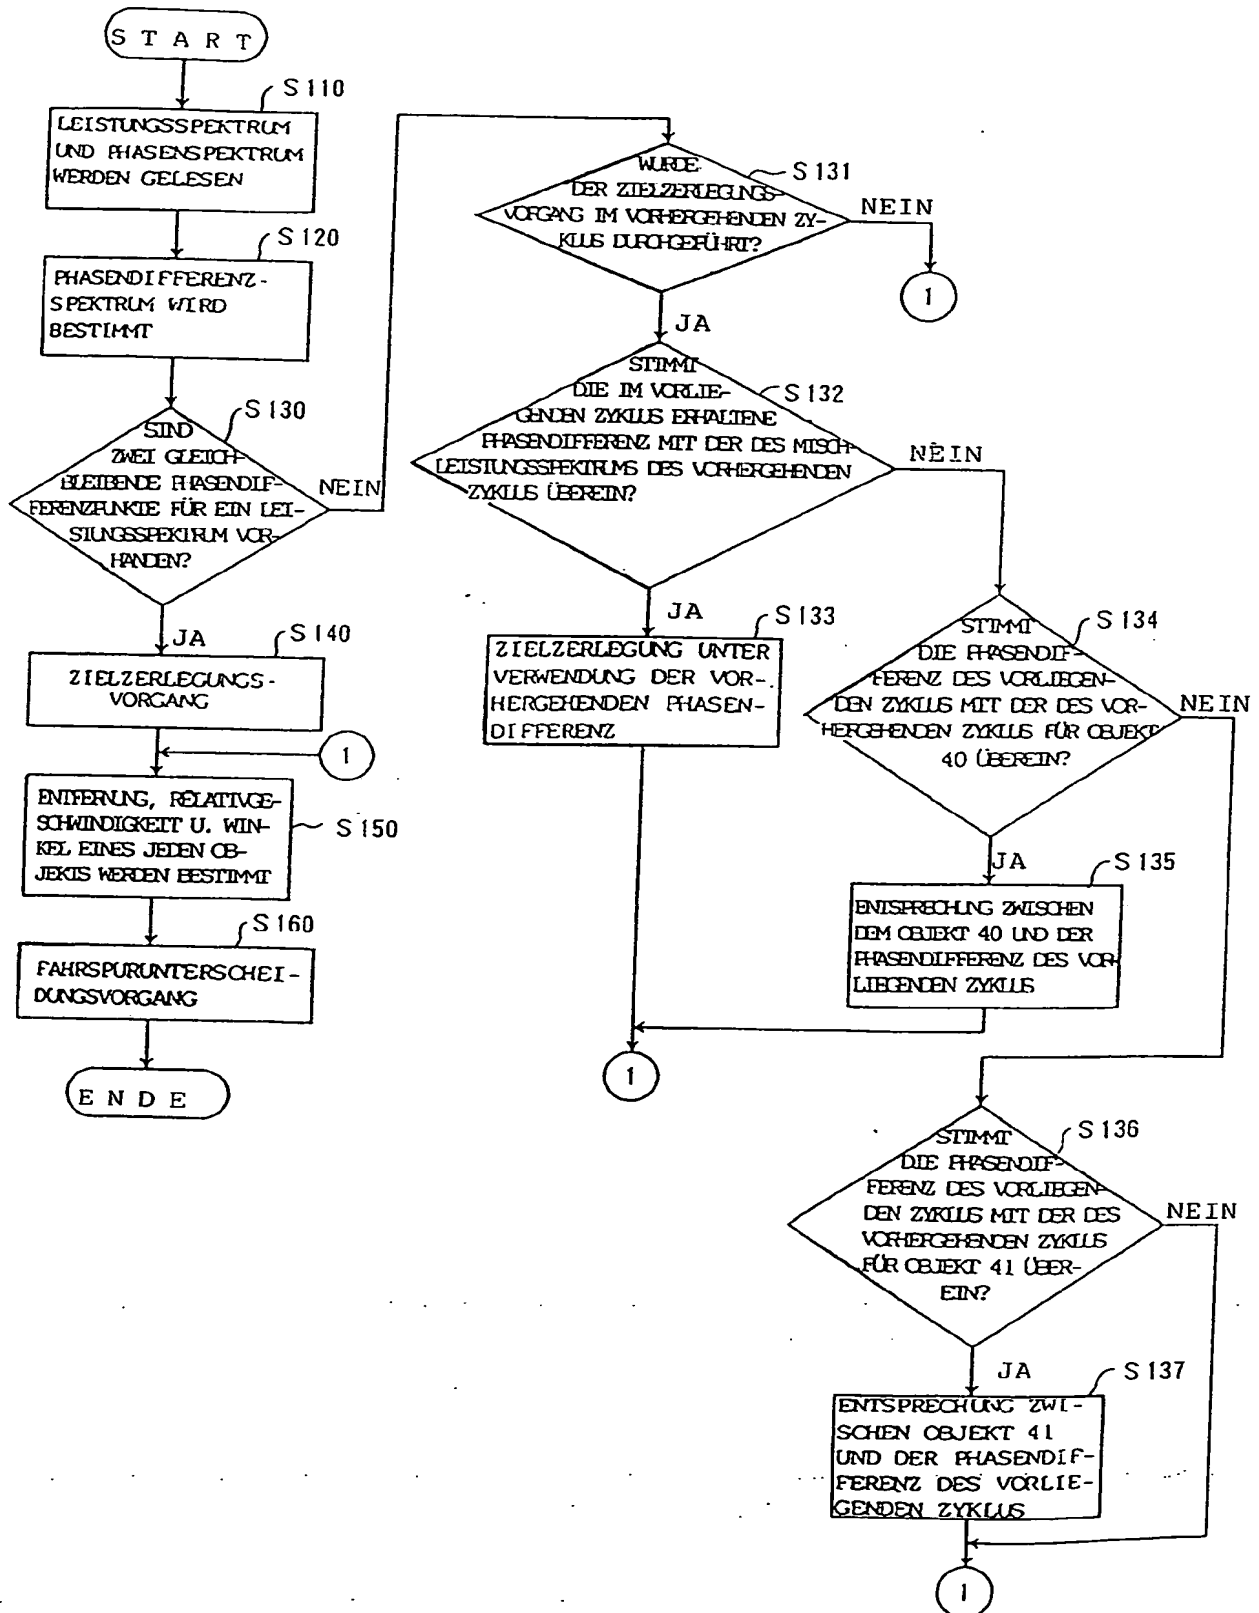 START
S110
LEISTUNGSSPEKTRUM
UND PHASENSPEKTRUM
WERDEN GELESEN
S120
PHASENDIFFERENZ-
SPEKTRUM WIRD
BESTIMMT
S130
SIND
ZWEI GLEICH-
BLEIBENDE PHASENDIF-
FERENZPUNKTE FÜR EIN LEI-
STUNGSSPEKTRUM VOR-
HANDEN?
NEIN
JA
S140
ZIELZERLEGUNGS-
VORGANG
1
ENTFERNUNG, RELATIVGE-
SCHWINDIGKEIT U. WIN-
KEL EINES JEDEN OB-
JEKTS WERDEN BESTIMMT
S150
S160
FAHRSPURUNTERSCHEI-
DUNGSVORGANG
ENDE
S131
WURDE
DER ZIELZERLEGUNGS-
VORGANG IM VORHERGEHENDEN ZY-
KLUS DURCHGEFÜHRT?
NEIN
1
JA
S132
STIMMT
DIE IM VORLIE-
GENDEN ZYKLUS ERHALTENE
PHASENDIFFERENZ MIT DER DES MISCH-
LEISTUNGSSPEKTRUMS DES VORHERGEHENDEN
ZYKLUS ÜBEREIN?
NEIN
JA
S133
ZIELZERLEGUNG UNTER
VERWENDUNG DER VOR-
HERGEHENDEN PHASEN-
DIFFERENZ
S134
STIMMT
DIE PHASENDIF-
FERENZ DES VORLIEGEN-
DEN ZYKLUS MIT DER DES VOR-
HERGEHENDEN ZYKLUS FÜR OBJEKT
40 ÜBEREIN?
NEIN
JA
S135
ENTSPRECHUNG ZWISCHEN
DEM OBJEKT 40 UND DER
PHASENDIFFERENZ DES VOR-
LIEGENDEN ZYKLUS
1
S136
STIMMT
DIE PHASENDIF-
FERENZ DES VORLIEGEN-
DEN ZYKLUS MIT DER DES
VORHERGEHENDEN ZYKLUS
FÜR OBJEKT 41 ÜBER-
EIN?
NEIN
JA
S137
ENTSPRECHUNG ZWI-
SCHEN OBJEKT 41
UND DER PHASENDIF-
FERENZ DES VORLIE-
GENDEN ZYKLUS
1